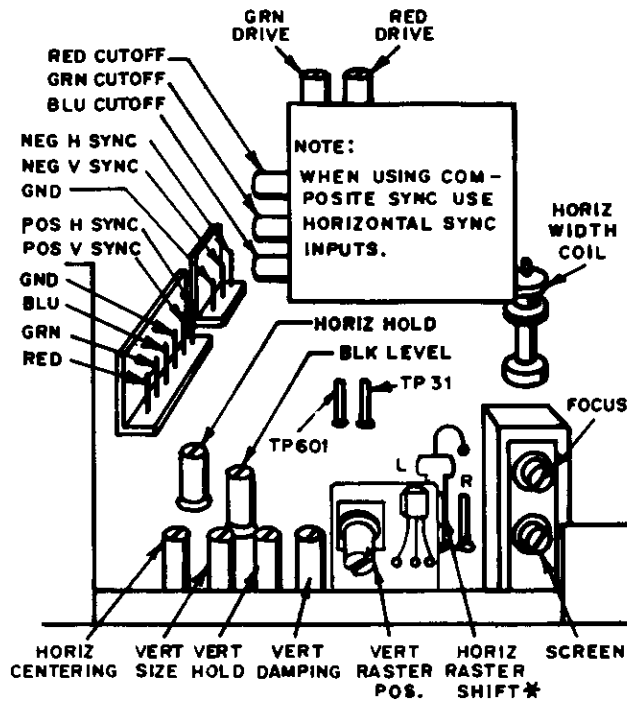 GRN
DRIVE
RED
DRIVE
RED CUTOFF
GRN CUTOFF
BLU CUTOFF
NEG H SYNC
NEG V SYNC
GND
POS H SYNC
POS V SYNC
GND
BLU
GRN
RED
NOTE:
WHEN USING COM-
POSITE SYNC USE
HORIZONTAL SYNC
INPUTS.
HORIZ
WIDTH
COIL
HORIZ HOLD
BLK LEVEL
TP 31
TP601
FOCUS
L
R
HORIZ
CENTERING
VERT
SIZE
VERT
HOLD
VERT
DAMPING
VERT
RASTER
POS.
HORIZ
RASTER
SHIFT*
SCREEN